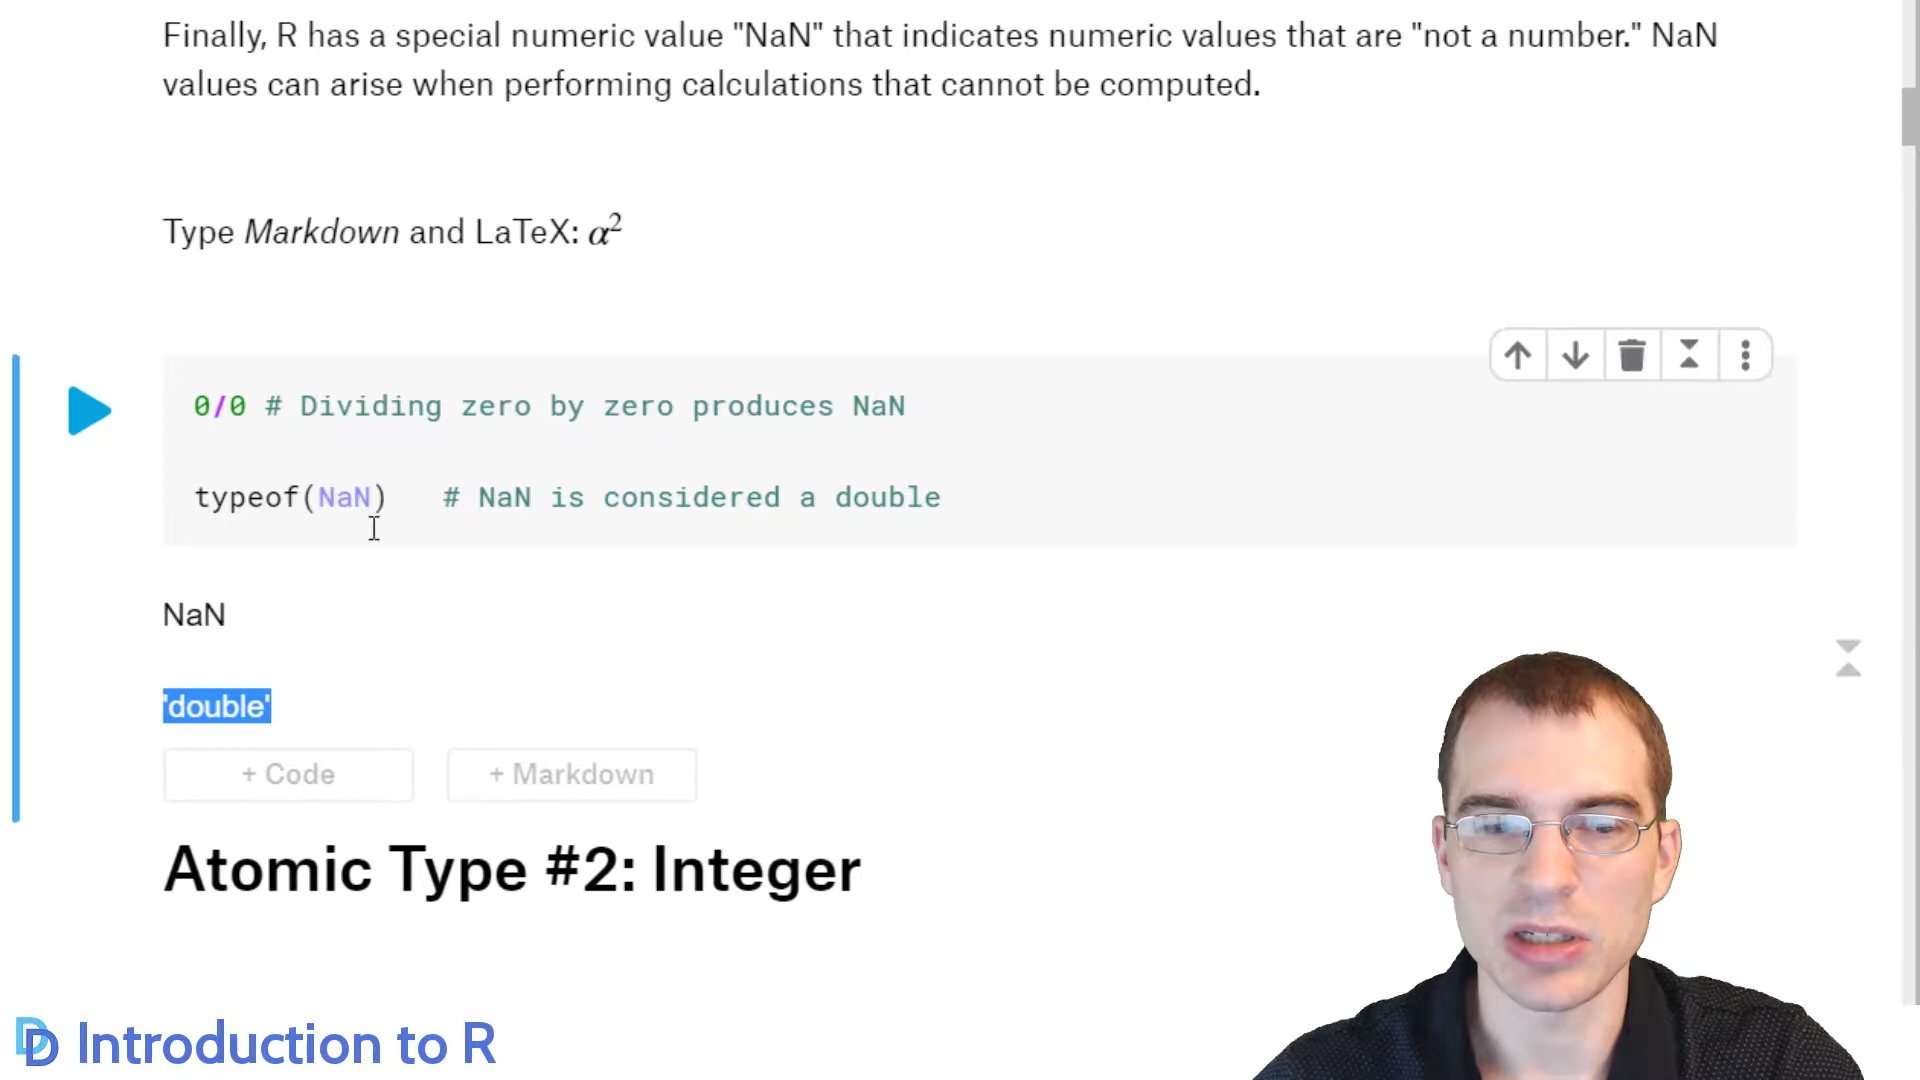 Finally, R has a special numeric value "NaN" that indicates numeric values that are "not a number." NaN
values can arise when performing calculations that cannot be computed.
Type Markdown and LaTeX: α²
0/0 # Dividing zero by zero produces NaN
typeof(NaN)   # NaN is considered a double
NaN
'double'
+ Code
+ Markdown
Atomic Type #2: Integer
D Introduction to R